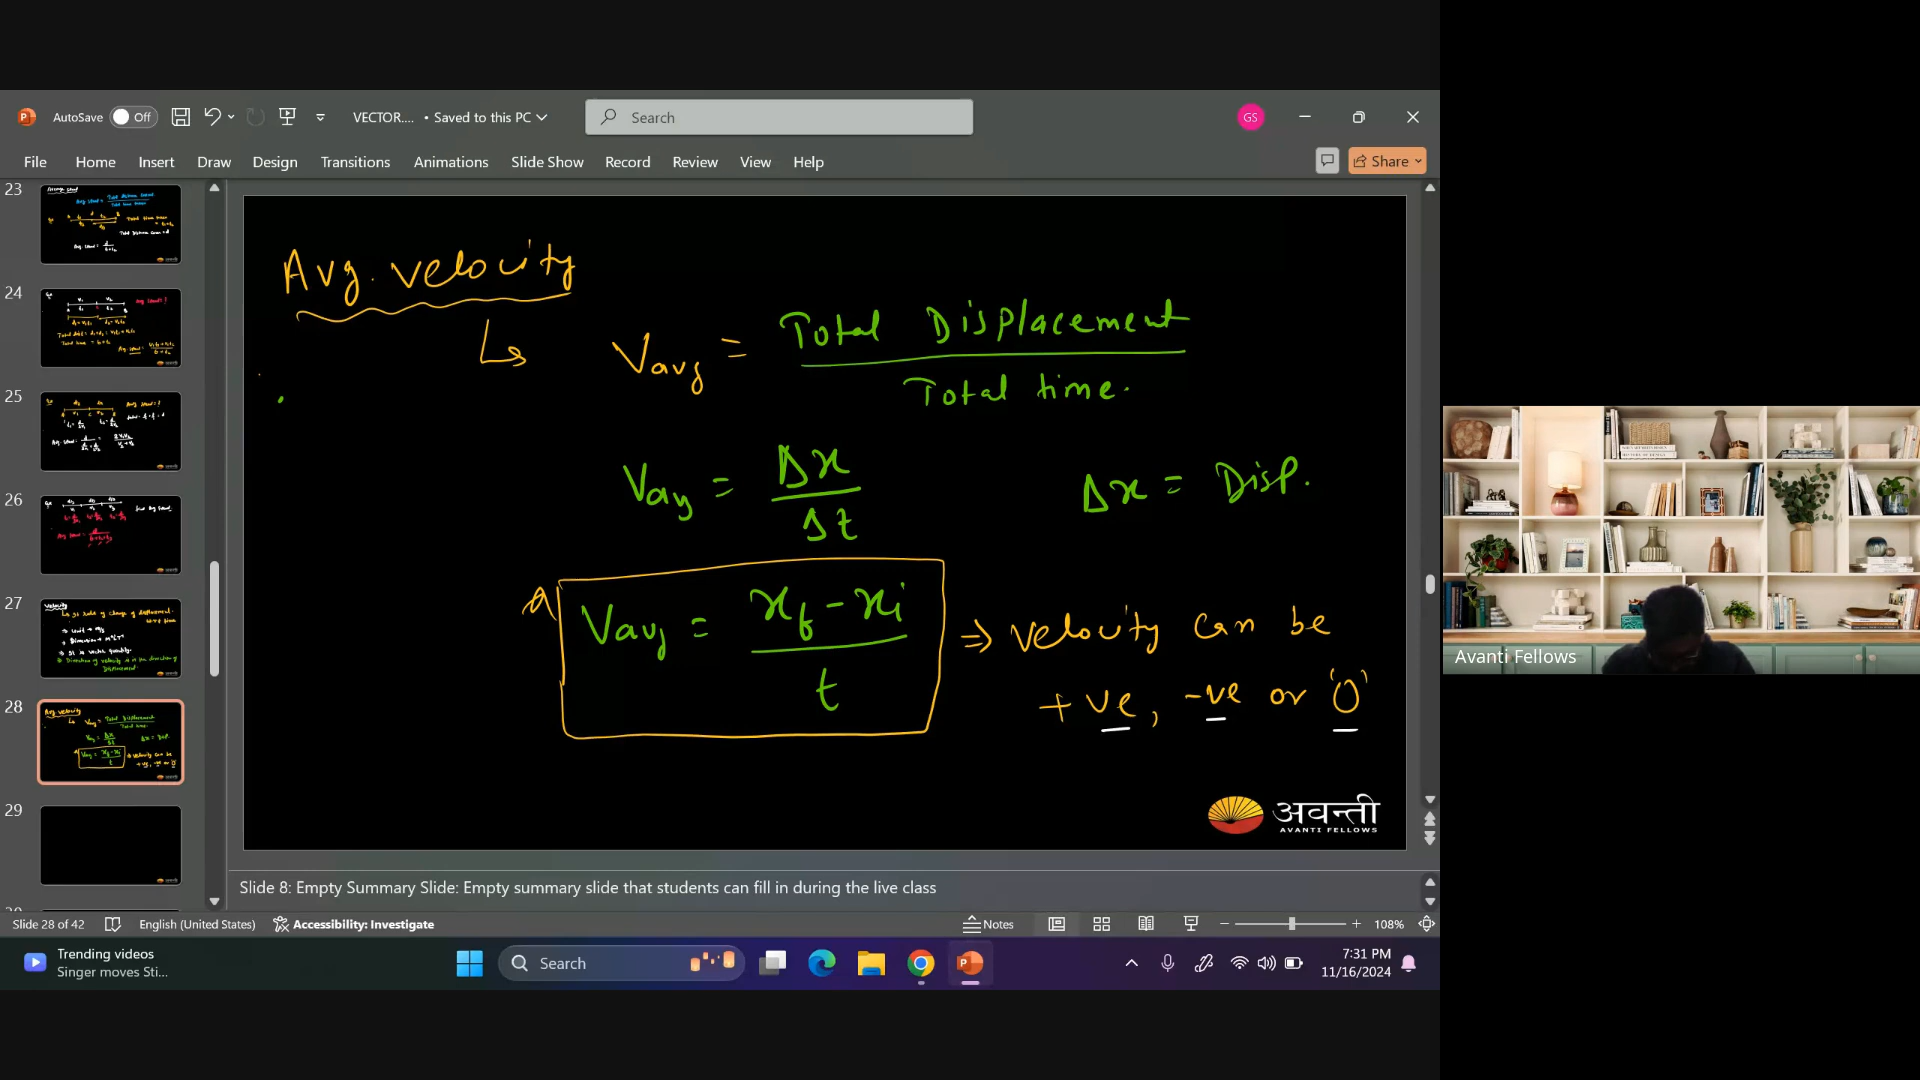 AutoSave Off VECTOR.... • Saved to this PC Search GS
File Home Insert Draw Design Transitions Animations Slide Show Record Review View Help Share
23
24
25
26
27
28
29
Avg. velocity
Vavg = Total Displacement / Total time.
Vavg = Δx / Δt Δx = Disp.
Vavg = xf - xi / t ⇒ velocity can be
+ve, -ve or '0'
अवन्ती
AVANTI FELLOWS
Avanti Fellows
Slide 8: Empty Summary Slide: Empty summary slide that students can fill in during the live class
Slide 28 of 42 English (United States) Accessibility: Investigate Notes 108%
Trending videos
Singer moves Sti...
Search
7:31 PM
11/16/2024